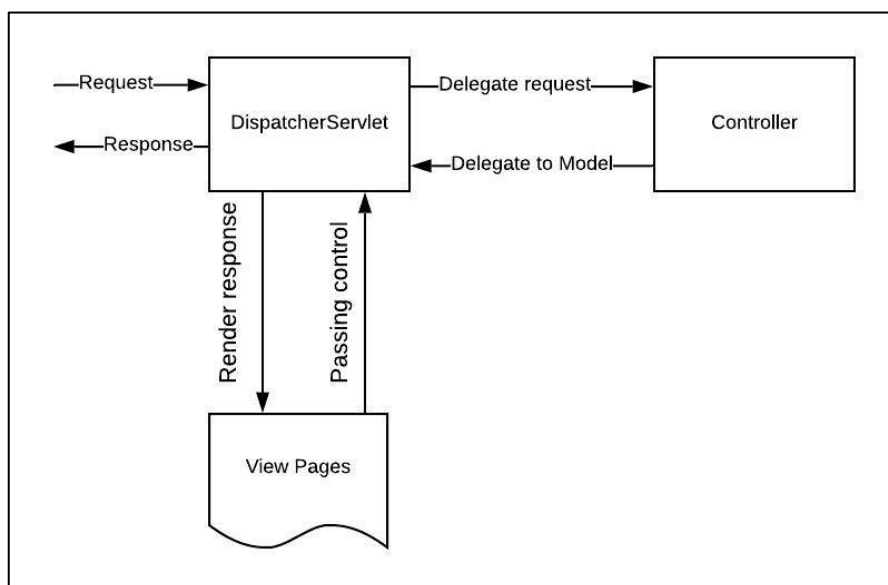 Request
Delegate request
DispatcherServlet
Controller
Response
Delegate to Model
Render response
Passing control
View Pages